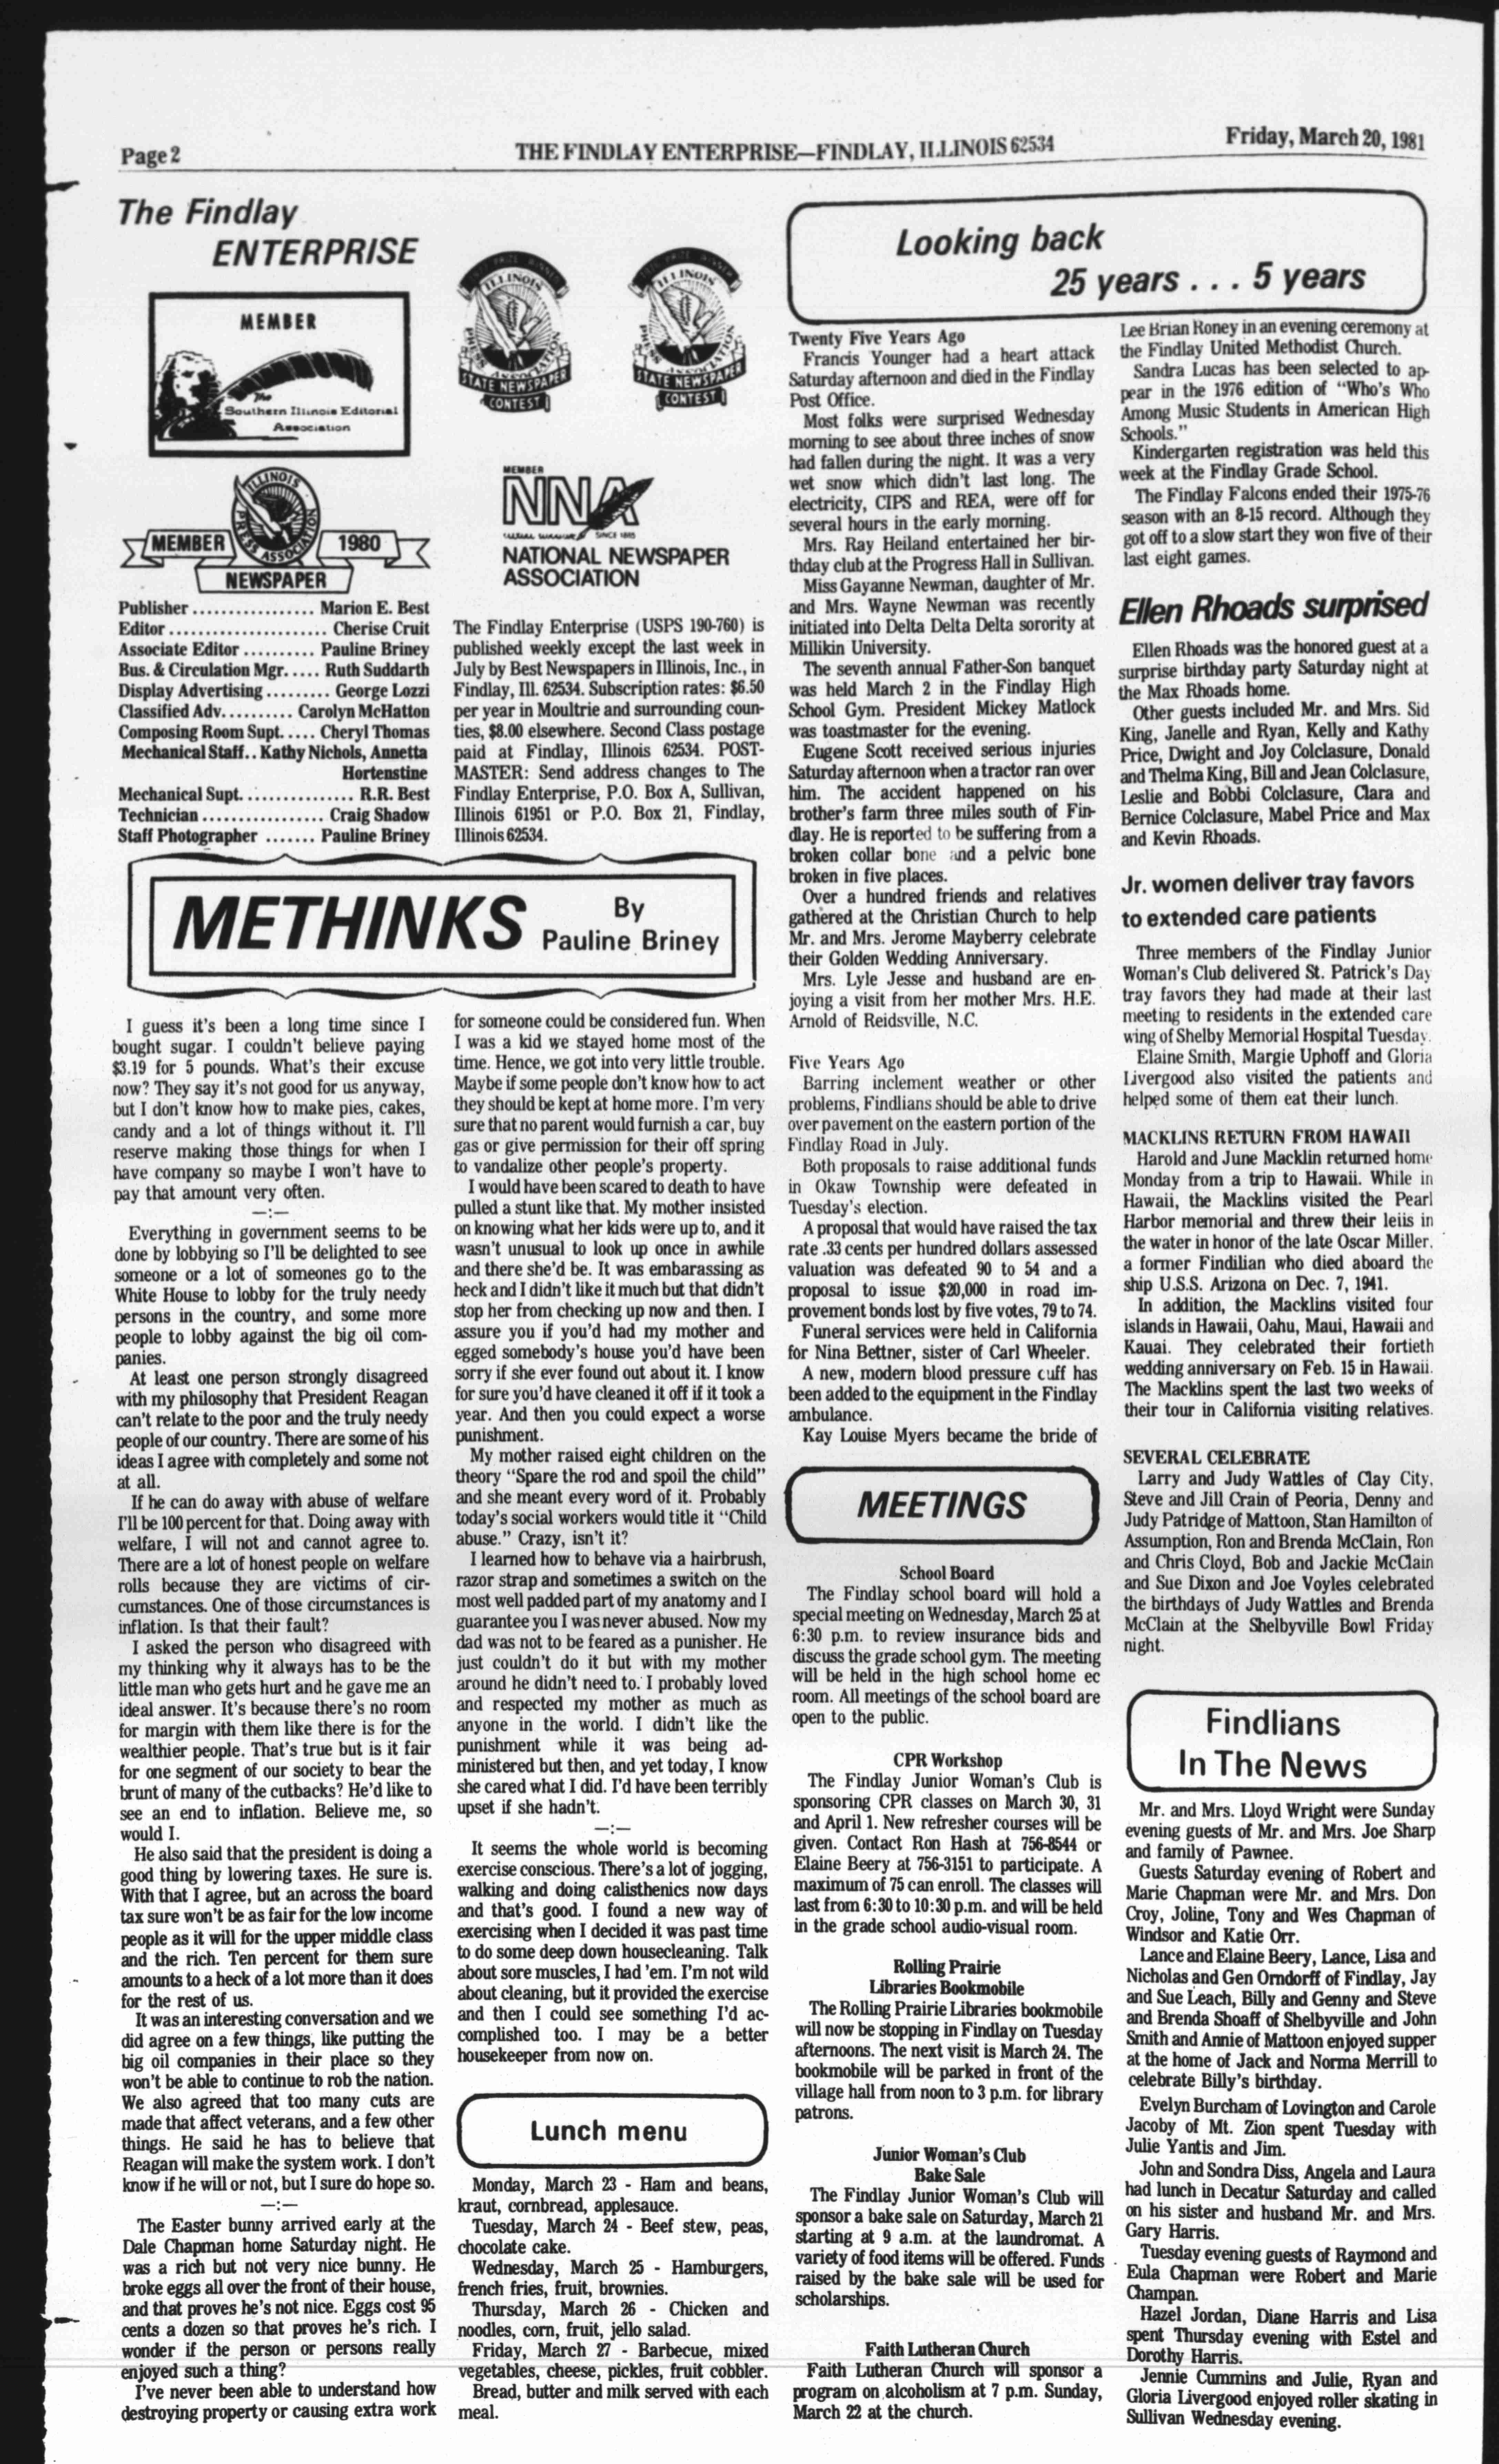 Page 2
THE FINDLAY ENTERPRISE—FINDLAY, ILLINOIS 62534
Friday, March 20, 1981
The Findlay
ENTERPRISE
MEMBER
The
Southern Illinois Editorial
Association
ILLINOIS
PRESS ASSOCIATION
MEMBER
1980
NEWSPAPER
ILLINOIS
PRESS ASSOCIATION
STATE NEWSPAPER
CONTEST
ILLINOIS
PRESS ASSOCIATION
STATE NEWSPAPER
CONTEST
MEMBER
NNA
SINCE 1885
NATIONAL NEWSPAPER
ASSOCIATION
Publisher ................ Marion E. Best
Editor ..................... Cherise Cruit
Associate Editor .......... Pauline Briney
Bus. & Circulation Mgr. .... Ruth Suddarth
Display Advertising ......... George Lozzi
Classified Adv. ......... Carolyn McHatton
Composing Room Supt. .... Cheryl Thomas
Mechanical Staff . . Kathy Nichols, Annetta
Hortenstine
Mechanical Supt. .............. R.R. Best
Technician ................ Craig Shadow
Staff Photographer ....... Pauline Briney
The Findlay Enterprise (USPS 190-760) is
published weekly except the last week in
July by Best Newspapers in Illinois, Inc., in
Findlay, Ill. 62534. Subscription rates: $6.50
per year in Moultrie and surrounding coun-
ties, $8.00 elsewhere. Second Class postage
paid at Findlay, Illinois 62534. POST-
MASTER: Send address changes to The
Findlay Enterprise, P.O. Box A, Sullivan,
Illinois 61951 or P.O. Box 21, Findlay,
Illinois 62534.
METHINKS
By
Pauline Briney
I guess it's been a long time since I
bought sugar. I couldn't believe paying
$3.19 for 5 pounds. What's their excuse
now? They say it's not good for us anyway,
but I don't know how to make pies, cakes,
candy and a lot of things without it. I'll
reserve making those things for when I
have company so maybe I won't have to
pay that amount very often.
—:—
Everything in government seems to be
done by lobbying so I'll be delighted to see
someone or a lot of someones go to the
White House to lobby for the truly needy
persons in the country, and some more
people to lobby against the big oil com-
panies.
At least one person strongly disagreed
with my philosophy that President Reagan
can't relate to the poor and the truly needy
people of our country. There are some of his
ideas I agree with completely and some not
at all.
If he can do away with abuse of welfare
I'll be 100 percent for that. Doing away with
welfare, I will not and cannot agree to.
There are a lot of honest people on welfare
rolls because they are victims of cir-
cumstances. One of those circumstances is
inflation. Is that their fault?
I asked the person who disagreed with
my thinking why it always has to be the
little man who gets hurt and he gave me an
ideal answer. It's because there's no room
for margin with them like there is for the
wealthier people. That's true but is it fair
for one segment of our society to bear the
brunt of many of the cutbacks? He'd like to
see an end to inflation. Believe me, so
would I.
He also said that the president is doing a
good thing by lowering taxes. He sure is.
With that I agree, but an across the board
tax sure won't be as fair for the low income
people as it will for the upper middle class
and the rich. Ten percent for them sure
amounts to a heck of a lot more than it does
for the rest of us.
It was an interesting conversation and we
did agree on a few things, like putting the
big oil companies in their place so they
won't be able to continue to rob the nation.
We also agreed that too many cuts are
made that affect veterans, and a few other
things. He said he has to believe that
Reagan will make the system work. I don't
know if he will or not, but I sure do hope so.
—:—
The Easter bunny arrived early at the
Dale Chapman home Saturday night. He
was a rich but not very nice bunny. He
broke eggs all over the front of their house,
and that proves he's not nice. Eggs cost 95
cents a dozen so that proves he's rich. I
wonder if the person or persons really
enjoyed such a thing?
I've never been able to understand how
destroying property or causing extra work
for someone could be considered fun. When
I was a kid we stayed home most of the
time. Hence, we got into very little trouble.
Maybe if some people don't know how to act
they should be kept at home more. I'm very
sure that no parent would furnish a car, buy
gas or give permission for their off spring
to vandalize other people's property.
I would have been scared to death to have
pulled a stunt like that. My mother insisted
on knowing what her kids were up to, and it
wasn't unusual to look up once in awhile
and there she'd be. It was embarassing as
heck and I didn't like it much but that didn't
stop her from checking up now and then. I
assure you if you'd had my mother and
egged somebody's house you'd have been
sorry if she ever found out about it. I know
for sure you'd have cleaned it off if it took a
year. And then you could expect a worse
punishment.
My mother raised eight children on the
theory "Spare the rod and spoil the child"
and she meant every word of it. Probably
today's social workers would title it "Child
abuse." Crazy, isn't it?
I learned how to behave via a hairbrush,
razor strap and sometimes a switch on the
most well padded part of my anatomy and I
guarantee you I was never abused. Now my
dad was not to be feared as a punisher. He
just couldn't do it but with my mother
around he didn't need to. I probably loved
and respected my mother as much as
anyone in the world. I didn't like the
punishment while it was being ad-
ministered but then, and yet today, I know
she cared what I did. I'd have been terribly
upset if she hadn't.
—:—
It seems the whole world is becoming
exercise conscious. There's a lot of jogging,
walking and doing calisthenics now days
and that's good. I found a new way of
exercising when I decided it was past time
to do some deep down housecleaning. Talk
about sore muscles, I had 'em. I'm not wild
about cleaning, but it provided the exercise
and then I could see something I'd ac-
complished too. I may be a better
housekeeper from now on.
Lunch menu
Monday, March 23 - Ham and beans,
kraut, cornbread, applesauce.
Tuesday, March 24 - Beef stew, peas,
chocolate cake.
Wednesday, March 25 - Hamburgers,
french fries, fruit, brownies.
Thursday, March 26 - Chicken and
noodles, corn, fruit, jello salad.
Friday, March 27 - Barbecue, mixed
vegetables, cheese, pickles, fruit cobbler.
Bread, butter and milk served with each
meal.
Looking back
25 years . . . 5 years
Twenty Five Years Ago
Francis Younger had a heart attack
Saturday afternoon and died in the Findlay
Post Office.
Most folks were surprised Wednesday
morning to see about three inches of snow
had fallen during the night. It was a very
wet snow which didn't last long. The
electricity, CIPS and REA, were off for
several hours in the early morning.
Mrs. Ray Heiland entertained her bir-
thday club at the Progress Hall in Sullivan.
Miss Gayanne Newman, daughter of Mr.
and Mrs. Wayne Newman was recently
initiated into Delta Delta Delta sorority at
Millikin University.
The seventh annual Father-Son banquet
was held March 2 in the Findlay High
School Gym. President Mickey Matlock
was toastmaster for the evening.
Eugene Scott received serious injuries
Saturday afternoon when a tractor ran over
him. The accident happened on his
brother's farm three miles south of Fin-
dlay. He is reported to be suffering from a
broken collar bone and a pelvic bone
broken in five places.
Over a hundred friends and relatives
gathered at the Christian Church to help
Mr. and Mrs. Jerome Mayberry celebrate
their Golden Wedding Anniversary.
Mrs. Lyle Jesse and husband are en-
joying a visit from her mother Mrs. H.E.
Arnold of Reidsville, N.C.
Five Years Ago
Barring inclement weather or other
problems, Findlians should be able to drive
over pavement on the eastern portion of the
Findlay Road in July.
Both proposals to raise additional funds
in Okaw Township were defeated in
Tuesday's election.
A proposal that would have raised the tax
rate .33 cents per hundred dollars assessed
valuation was defeated 90 to 54 and a
proposal to issue $20,000 in road im-
provement bonds lost by five votes, 79 to 74.
Funeral services were held in California
for Nina Bettner, sister of Carl Wheeler.
A new, modern blood pressure cuff has
been added to the equipment in the Findlay
ambulance.
Kay Louise Myers became the bride of
Lee Brian Roney in an evening ceremony at
the Findlay United Methodist Church.
Sandra Lucas has been selected to ap-
pear in the 1976 edition of "Who's Who
Among Music Students in American High
Schools."
Kindergarten registration was held this
week at the Findlay Grade School.
The Findlay Falcons ended their 1975-76
season with an 8-15 record. Although they
got off to a slow start they won five of their
last eight games.
MEETINGS
School Board
The Findlay school board will hold a
special meeting on Wednesday, March 25 at
6:30 p.m. to review insurance bids and
discuss the grade school gym. The meeting
will be held in the high school home ec
room. All meetings of the school board are
open to the public.
CPR Workshop
The Findlay Junior Woman's Club is
sponsoring CPR classes on March 30, 31
and April 1. New refresher courses will be
given. Contact Ron Hash at 756-8544 or
Elaine Beery at 756-3151 to participate. A
maximum of 75 can enroll. The classes will
last from 6:30 to 10:30 p.m. and will be held
in the grade school audio-visual room.
Rolling Prairie
Libraries Bookmobile
The Rolling Prairie Libraries bookmobile
will now be stopping in Findlay on Tuesday
afternoons. The next visit is March 24. The
bookmobile will be parked in front of the
village hall from noon to 3 p.m. for library
patrons.
Junior Woman's Club
Bake Sale
The Findlay Junior Woman's Club will
sponsor a bake sale on Saturday, March 21
starting at 9 a.m. at the laundromat. A
variety of food items will be offered. Funds
raised by the bake sale will be used for
scholarships.
Faith Lutheran Church
Faith Lutheran Church will sponsor a
program on alcoholism at 7 p.m. Sunday,
March 22 at the church.
Ellen Rhoads surprised
Ellen Rhoads was the honored guest at a
surprise birthday party Saturday night at
the Max Rhoads home.
Other guests included Mr. and Mrs. Sid
King, Janelle and Ryan, Kelly and Kathy
Price, Dwight and Joy Colclasure, Donald
and Thelma King, Bill and Jean Colclasure,
Leslie and Bobbi Colclasure, Clara and
Bernice Colclasure, Mabel Price and Max
and Kevin Rhoads.
Jr. women deliver tray favors
to extended care patients
Three members of the Findlay Junior
Woman's Club delivered St. Patrick's Day
tray favors they had made at their last
meeting to residents in the extended care
wing of Shelby Memorial Hospital Tuesday.
Elaine Smith, Margie Uphoff and Gloria
Livergood also visited the patients and
helped some of them eat their lunch.
MACKLINS RETURN FROM HAWAII
Harold and June Macklin returned home
Monday from a trip to Hawaii. While in
Hawaii, the Macklins visited the Pearl
Harbor memorial and threw their leiis in
the water in honor of the late Oscar Miller,
a former Findilian who died aboard the
ship U.S.S. Arizona on Dec. 7, 1941.
In addition, the Macklins visited four
islands in Hawaii, Oahu, Maui, Hawaii and
Kauai. They celebrated their fortieth
wedding anniversary on Feb. 15 in Hawaii.
The Macklins spent the last two weeks of
their tour in California visiting relatives.
SEVERAL CELEBRATE
Larry and Judy Wattles of Clay City,
Steve and Jill Crain of Peoria, Denny and
Judy Patridge of Mattoon, Stan Hamilton of
Assumption, Ron and Brenda McClain, Ron
and Chris Cloyd, Bob and Jackie McClain
and Sue Dixon and Joe Voyles celebrated
the birthdays of Judy Wattles and Brenda
McClain at the Shelbyville Bowl Friday
night.
Findlians
In The News
Mr. and Mrs. Lloyd Wright were Sunday
evening guests of Mr. and Mrs. Joe Sharp
and family of Pawnee.
Guests Saturday evening of Robert and
Marie Chapman were Mr. and Mrs. Don
Croy, Joline, Tony and Wes Chapman of
Windsor and Katie Orr.
Lance and Elaine Beery, Lance, Lisa and
Nicholas and Gen Orndorff of Findlay, Jay
and Sue Leach, Billy and Genny and Steve
and Brenda Shoaff of Shelbyville and John
Smith and Annie of Mattoon enjoyed supper
at the home of Jack and Norma Merrill to
celebrate Billy's birthday.
Evelyn Burcham of Lovington and Carole
Jacoby of Mt. Zion spent Tuesday with
Julie Yantis and Jim.
John and Sondra Diss, Angela and Laura
had lunch in Decatur Saturday and called
on his sister and husband Mr. and Mrs.
Gary Harris.
Tuesday evening guests of Raymond and
Eula Chapman were Robert and Marie
Champan.
Hazel Jordan, Diane Harris and Lisa
spent Thursday evening with Estel and
Dorothy Harris.
Jennie Cummins and Julie, Ryan and
Gloria Livergood enjoyed roller skating in
Sullivan Wednesday evening.